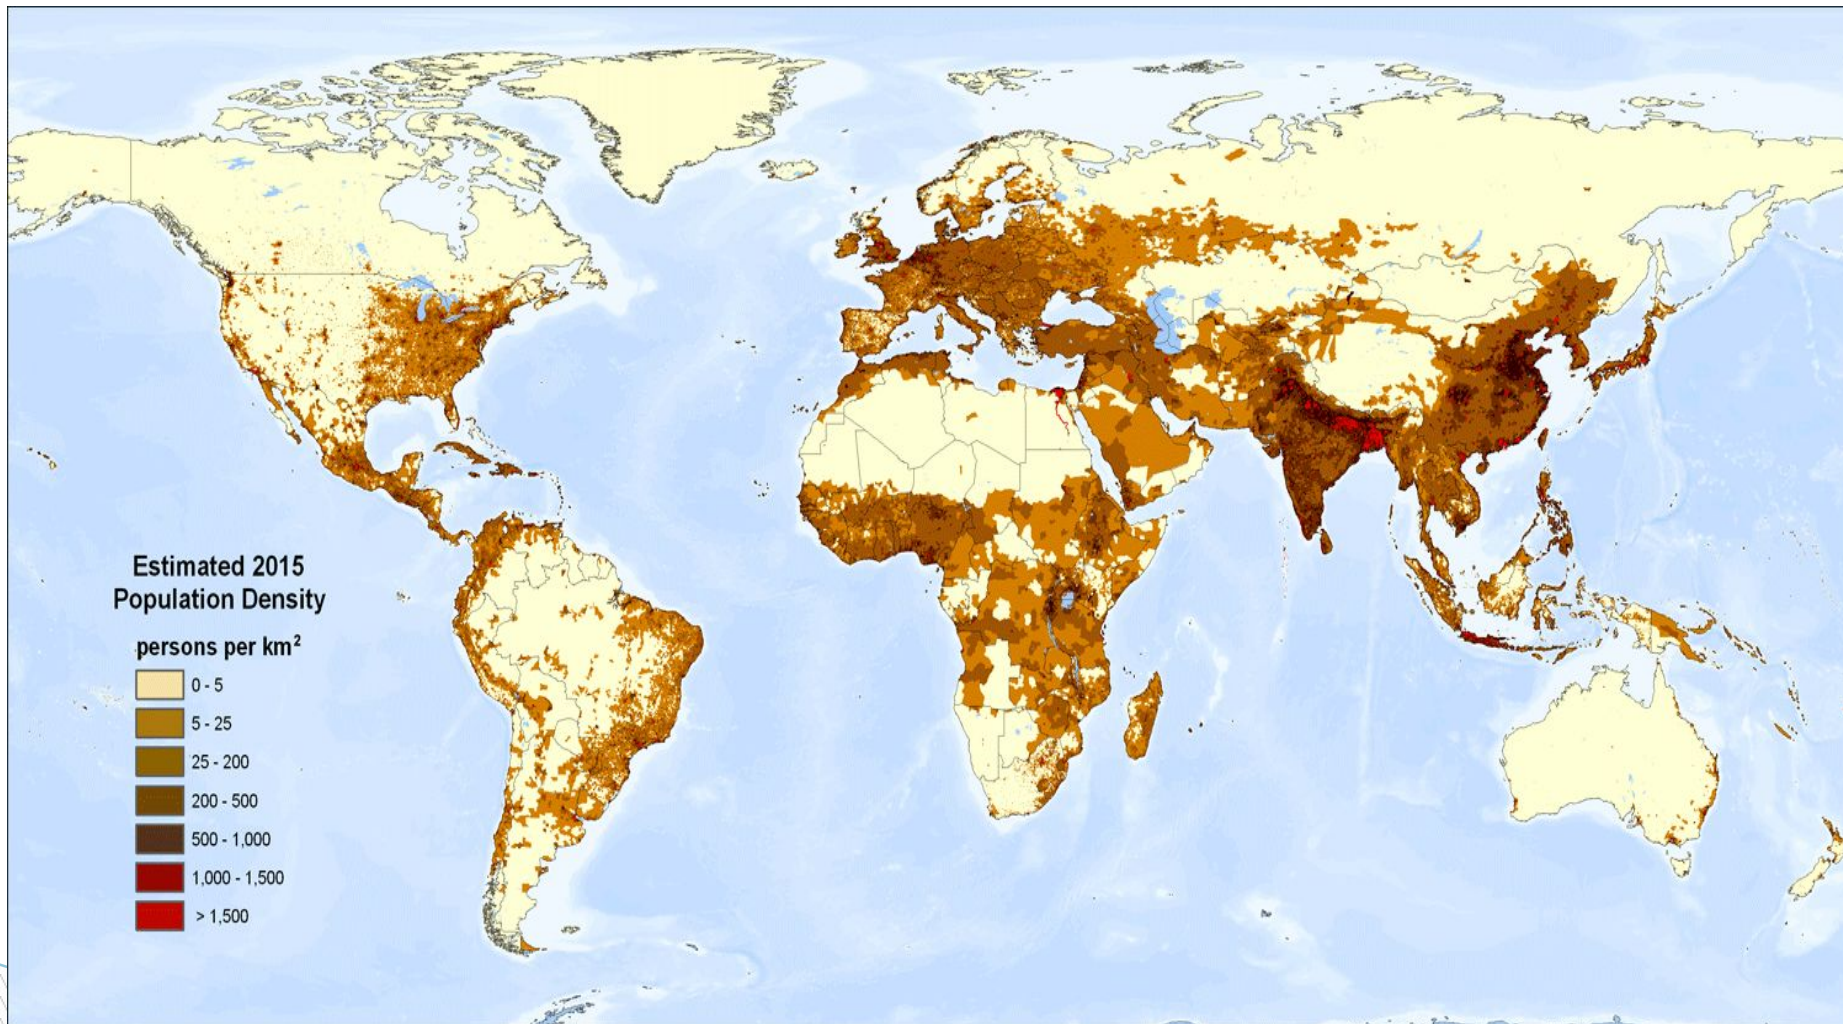 Estimated 2015
Population Density
persons per km²
0 - 5
5 - 25
25 - 200
200 - 500
500 - 1,000
1,000 - 1,500
> 1,500